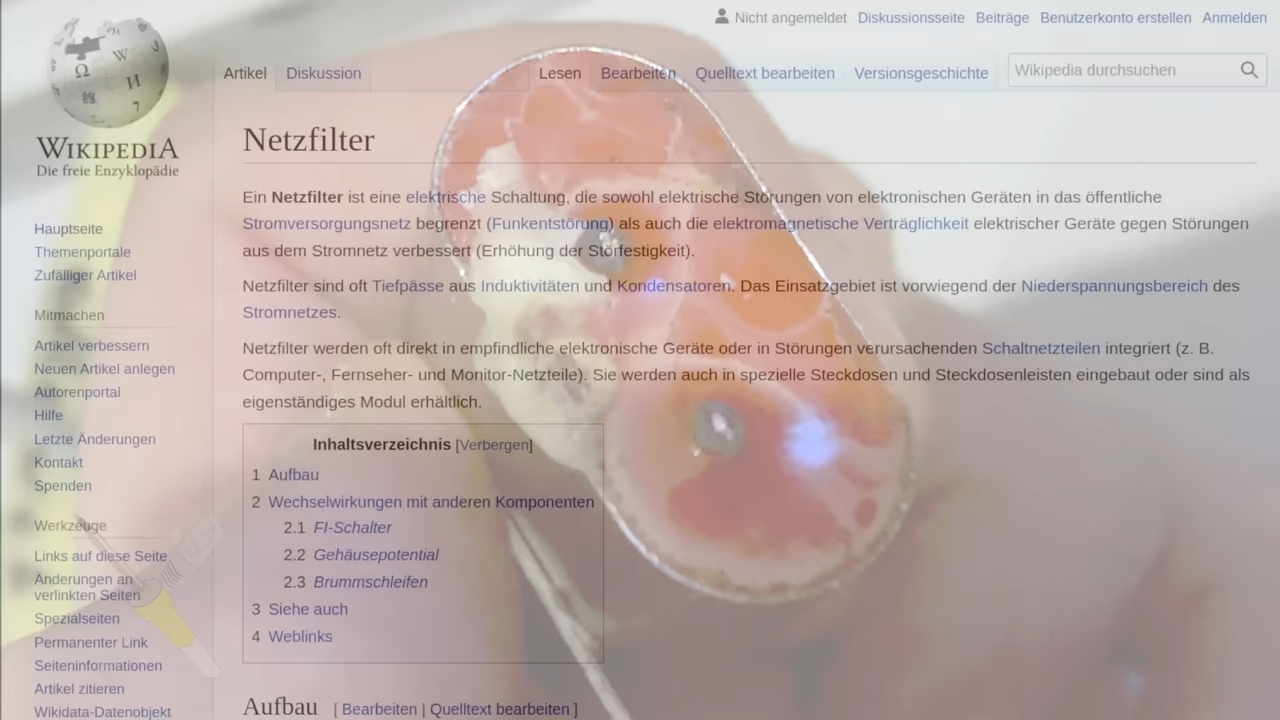 Nicht angemeldet Diskussionsseite Beiträge Benutzerkonto erstellen Anmelden
Artikel Diskussion Lesen Bearbeiten Quelltext bearbeiten Versionsgeschichte Wikipedia durchsuchen
WIKIPEDIA
Die freie Enzyklopädie
Hauptseite
Themenportale
Zufälliger Artikel
Mitmachen
Artikel verbessern
Neuen Artikel anlegen
Autorenportal
Hilfe
Letzte Änderungen
Kontakt
Spenden
Werkzeuge
Links auf diese Seite
Änderungen an
verlinkten Seiten
Spezialseiten
Permanenter Link
Seiteninformationen
Artikel zitieren
Wikidata-Datenobjekt
Netzfilter
Ein Netzfilter ist eine elektrische Schaltung, die sowohl elektrische Störungen von elektronischen Geräten in das öffentliche
Stromversorgungsnetz begrenzt (Funkentstörung) als auch die elektromagnetische Verträglichkeit elektrischer Geräte gegen Störungen
aus dem Stromnetz verbessert (Erhöhung der Störfestigkeit).
Netzfilter sind oft Tiefpässe aus Induktivitäten und Kondensatoren. Das Einsatzgebiet ist vorwiegend der Niederspannungsbereich des
Stromnetzes.
Netzfilter werden oft direkt in empfindliche elektronische Geräte oder in Störungen verursachenden Schaltnetzteilen integriert (z. B.
Computer-, Fernseher- und Monitor-Netzteile). Sie werden auch in spezielle Steckdosen und Steckdosenleisten eingebaut oder sind als
eigenständiges Modul erhältlich.
Inhaltsverzeichnis [Verbergen]
1 Aufbau
2 Wechselwirkungen mit anderen Komponenten
2.1 FI-Schalter
2.2 Gehäusepotential
2.3 Brummschleifen
3 Siehe auch
4 Weblinks
Aufbau [ Bearbeiten | Quelltext bearbeiten ]